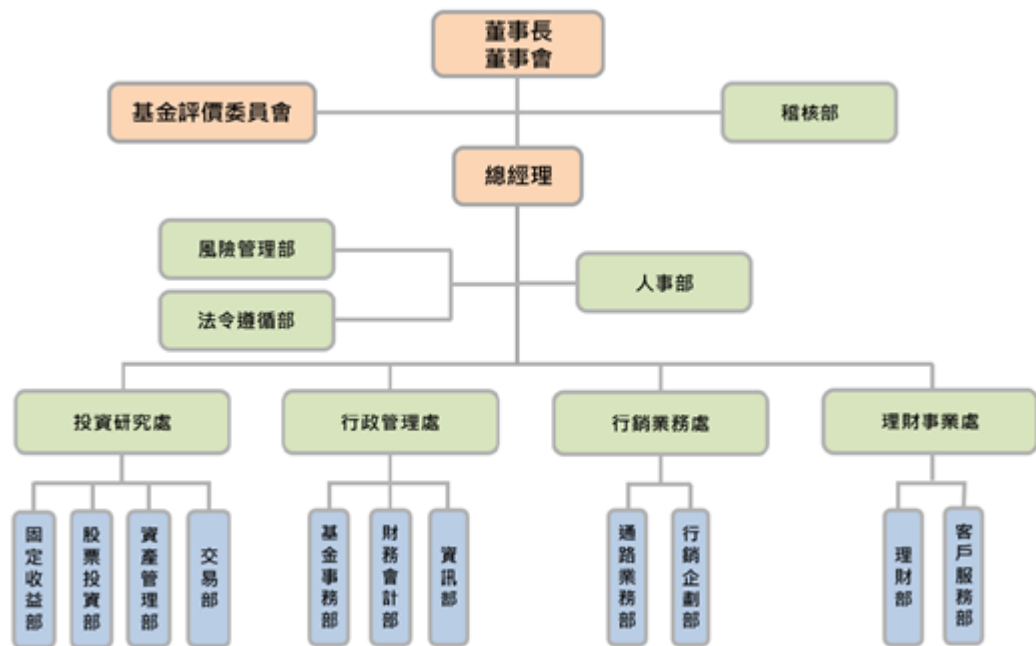 董事長
董事會
基金評價委員會
稽核部
總經理
風險管理部
人事部
法令遵循部
投資研究處
行政管理處
行銷業務處
理財事業處
固定收益部
股票投資部
資產管理部
交易部
基金事務部
財務會計部
資訊部
通路業務部
行銷企劃部
理財部
客戶服務部